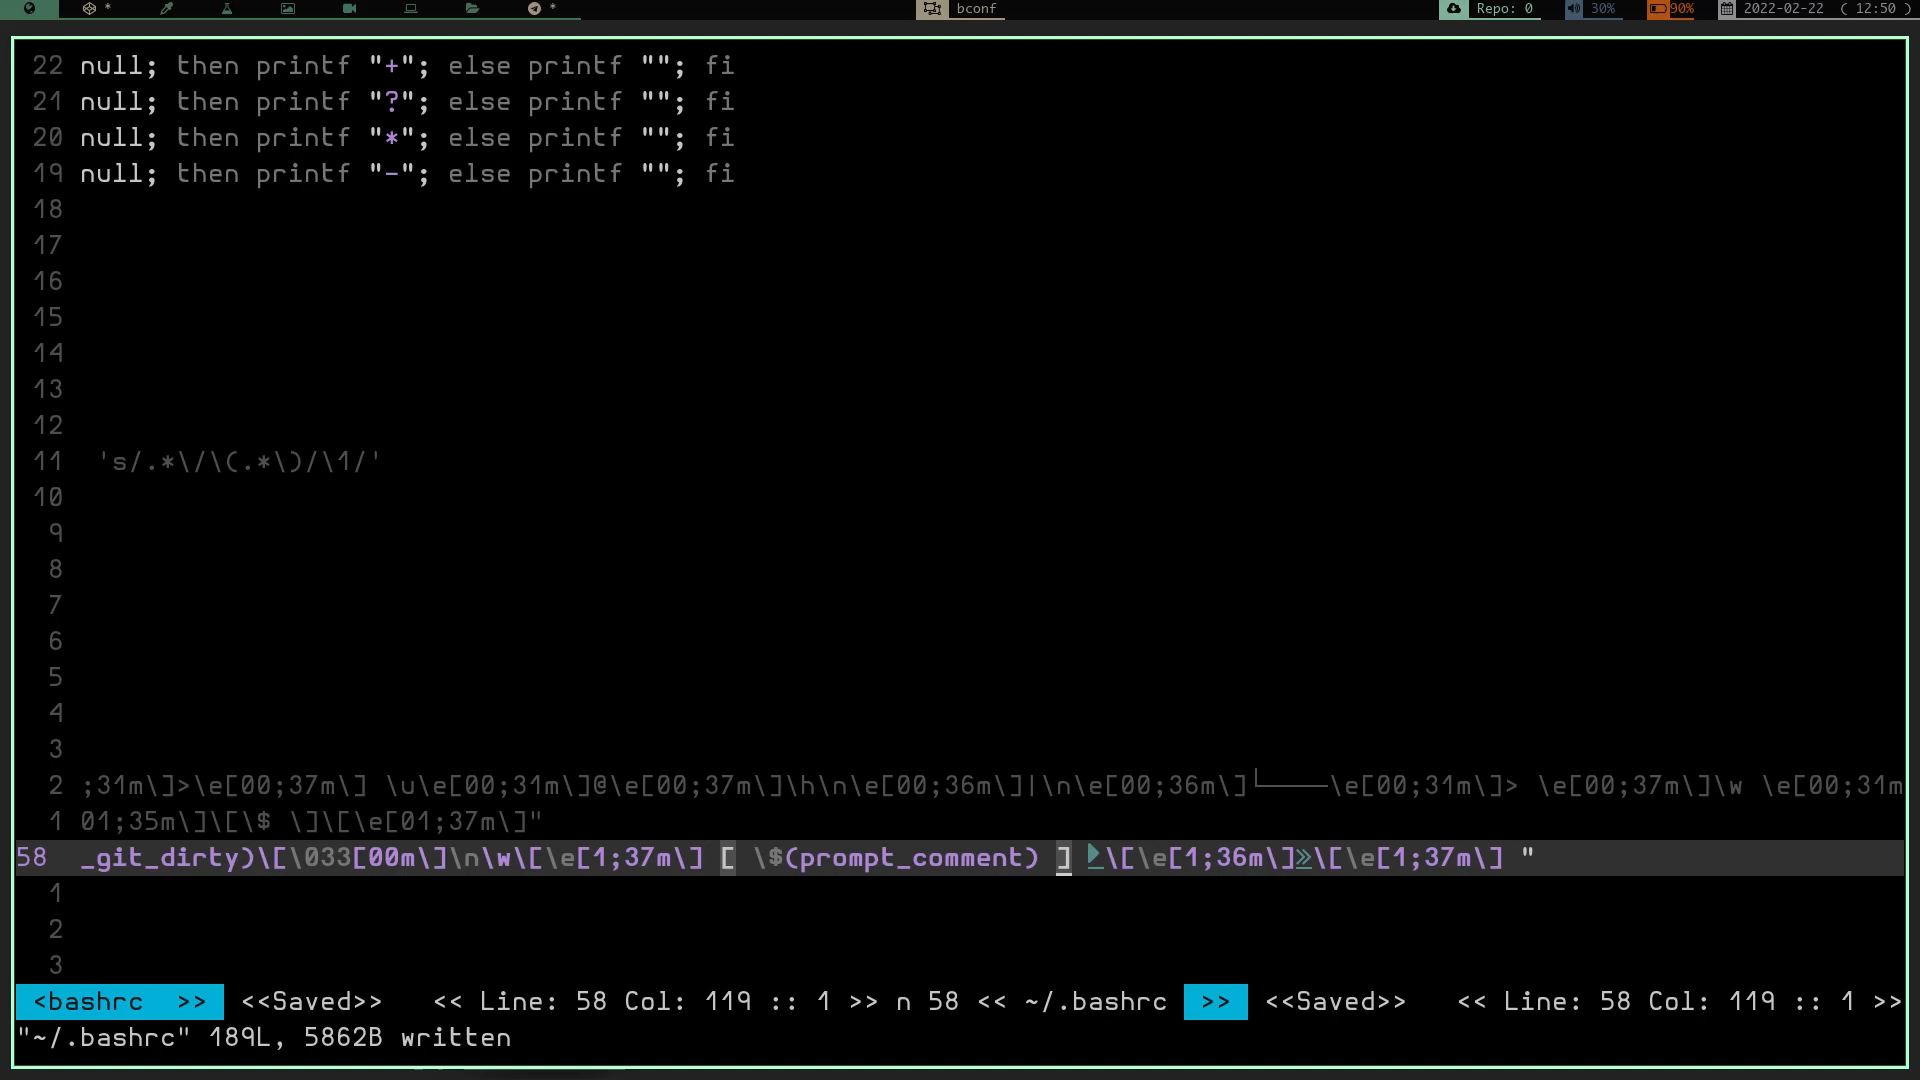 * * bconf Repo: 0 30% 90% 2022-02-22 ( 12:50 )
22 null; then printf "+"; else printf ""; fi
21 null; then printf "?"; else printf ""; fi
20 null; then printf "*"; else printf ""; fi
19 null; then printf "-"; else printf ""; fi
18
17
16
15
14
13
12
11 's/.*\/\(.*\)/\1/'
10
9
8
7
6
5
4
3
2 ;31m\]>\e[00;37m\] \u\e[00;31m\]@\e[00;37m\]\h\n\e[00;36m\]|\n\e[00;36m\]└────\e[00;31m\]> \e[00;37m\]\w \e[00;31m
1 01;35m\]\[\$ \]\[\e[01;37m\]"
58 _git_dirty)\[\033[00m\]\n\w\[\e[1;37m\] [ \$(prompt_comment) ] \[\e[1;36m\]»\[\e[1;37m\] "
1
2
3
<bashrc >> <<Saved>> << Line: 58 Col: 119 :: 1 >> n 58 << ~/.bashrc >> <<Saved>> << Line: 58 Col: 119 :: 1 >>
"~/.bashrc" 189L, 5862B written